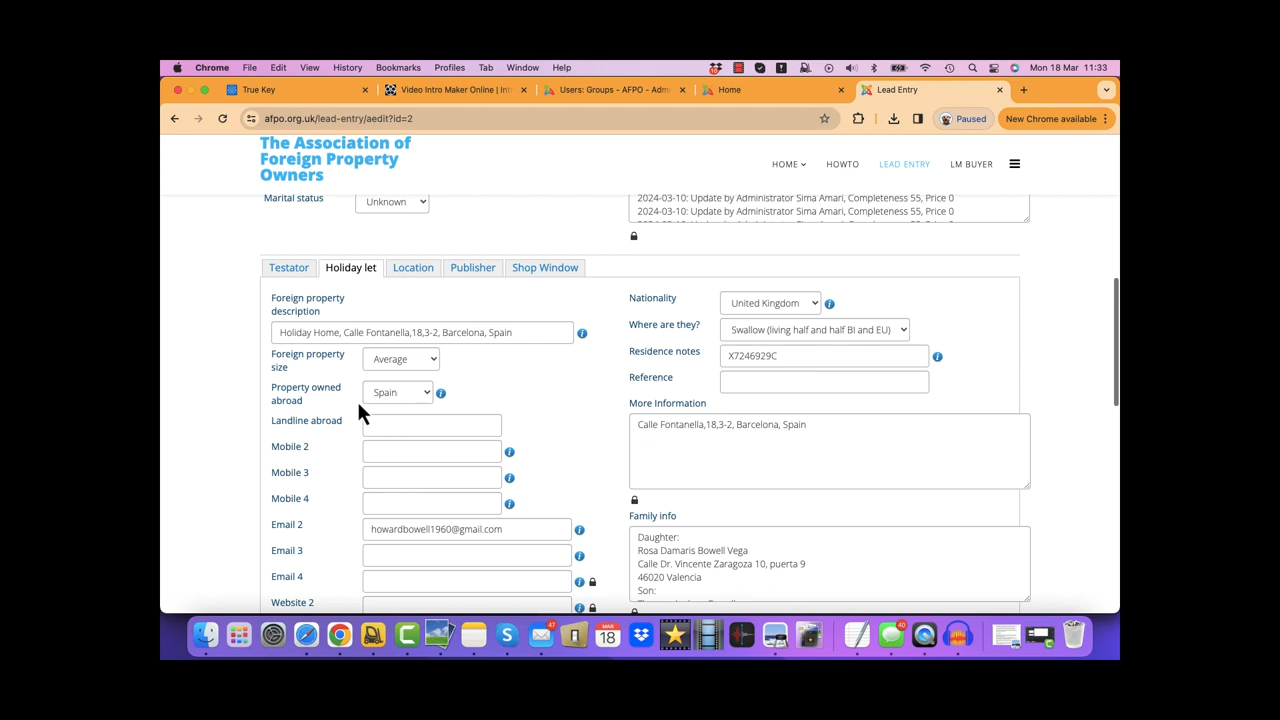 Chrome File Edit View History Bookmarks Profiles Tab Window Help Mon 18 Mar 11:33
True Key Video Intro Maker Online | Int Users: Groups - AFPO - Adm Home Lead Entry
afpo.org.uk/lead-entry/aedit?id=2 Paused New Chrome available
The Association of
Foreign Property
Owners
HOME HOWTO LEAD ENTRY LM BUYER
Marital status Unknown
2024-03-10: Update by Administrator Sima Amari, Completeness 55, Price 0
2024-03-10: Update by Administrator Sima Amari, Completeness 55, Price 0
Testator Holiday let Location Publisher Shop Window
Foreign property
description
Holiday Home, Calle Fontanella,18,3-2, Barcelona, Spain
Foreign property
size
Average
Property owned
abroad
Spain
Landline abroad
Mobile 2
Mobile 3
Mobile 4
Email 2 howardbowell1960@gmail.com
Email 3
Email 4
Website 2
Nationality United Kingdom
Where are they? Swallow (living half and half BI and EU)
Residence notes X7246929C
Reference
More Information
Calle Fontanella,18,3-2, Barcelona, Spain
Family info
Daughter:
Rosa Damaris Bowell Vega
Calle Dr. Vincente Zaragoza 10, puerta 9
46020 Valencia
Son:
47
MAR
18
40